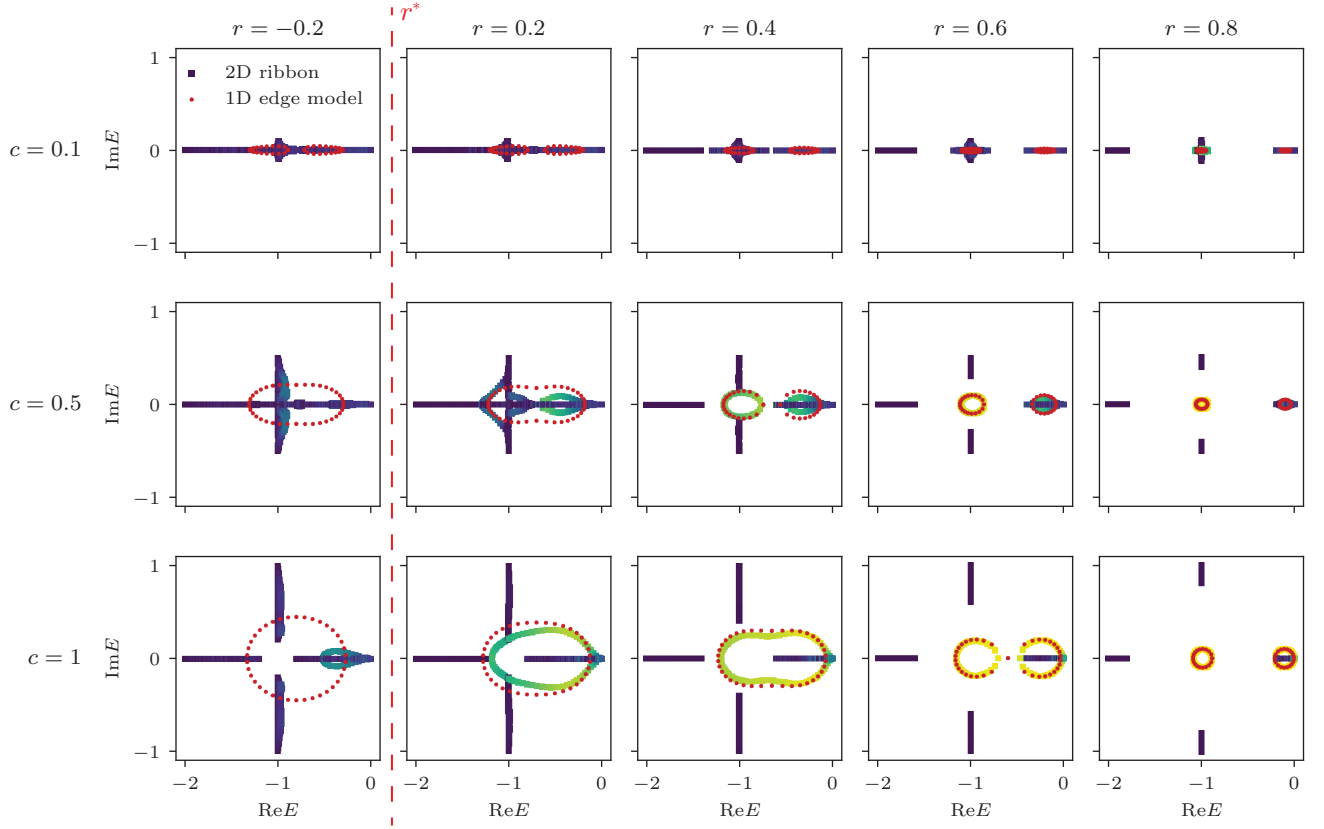 r*
r = −0.2
r = 0.2
r = 0.4
r = 0.6
r = 0.8
2D ribbon
1D edge model
c = 0.1
ImE
1
0
−1
c = 0.5
ImE
1
0
−1
c = 1
ImE
1
0
−1
−2 −1 0
−2 −1 0
−2 −1 0
−2 −1 0
−2 −1 0
ReE
ReE
ReE
ReE
ReE